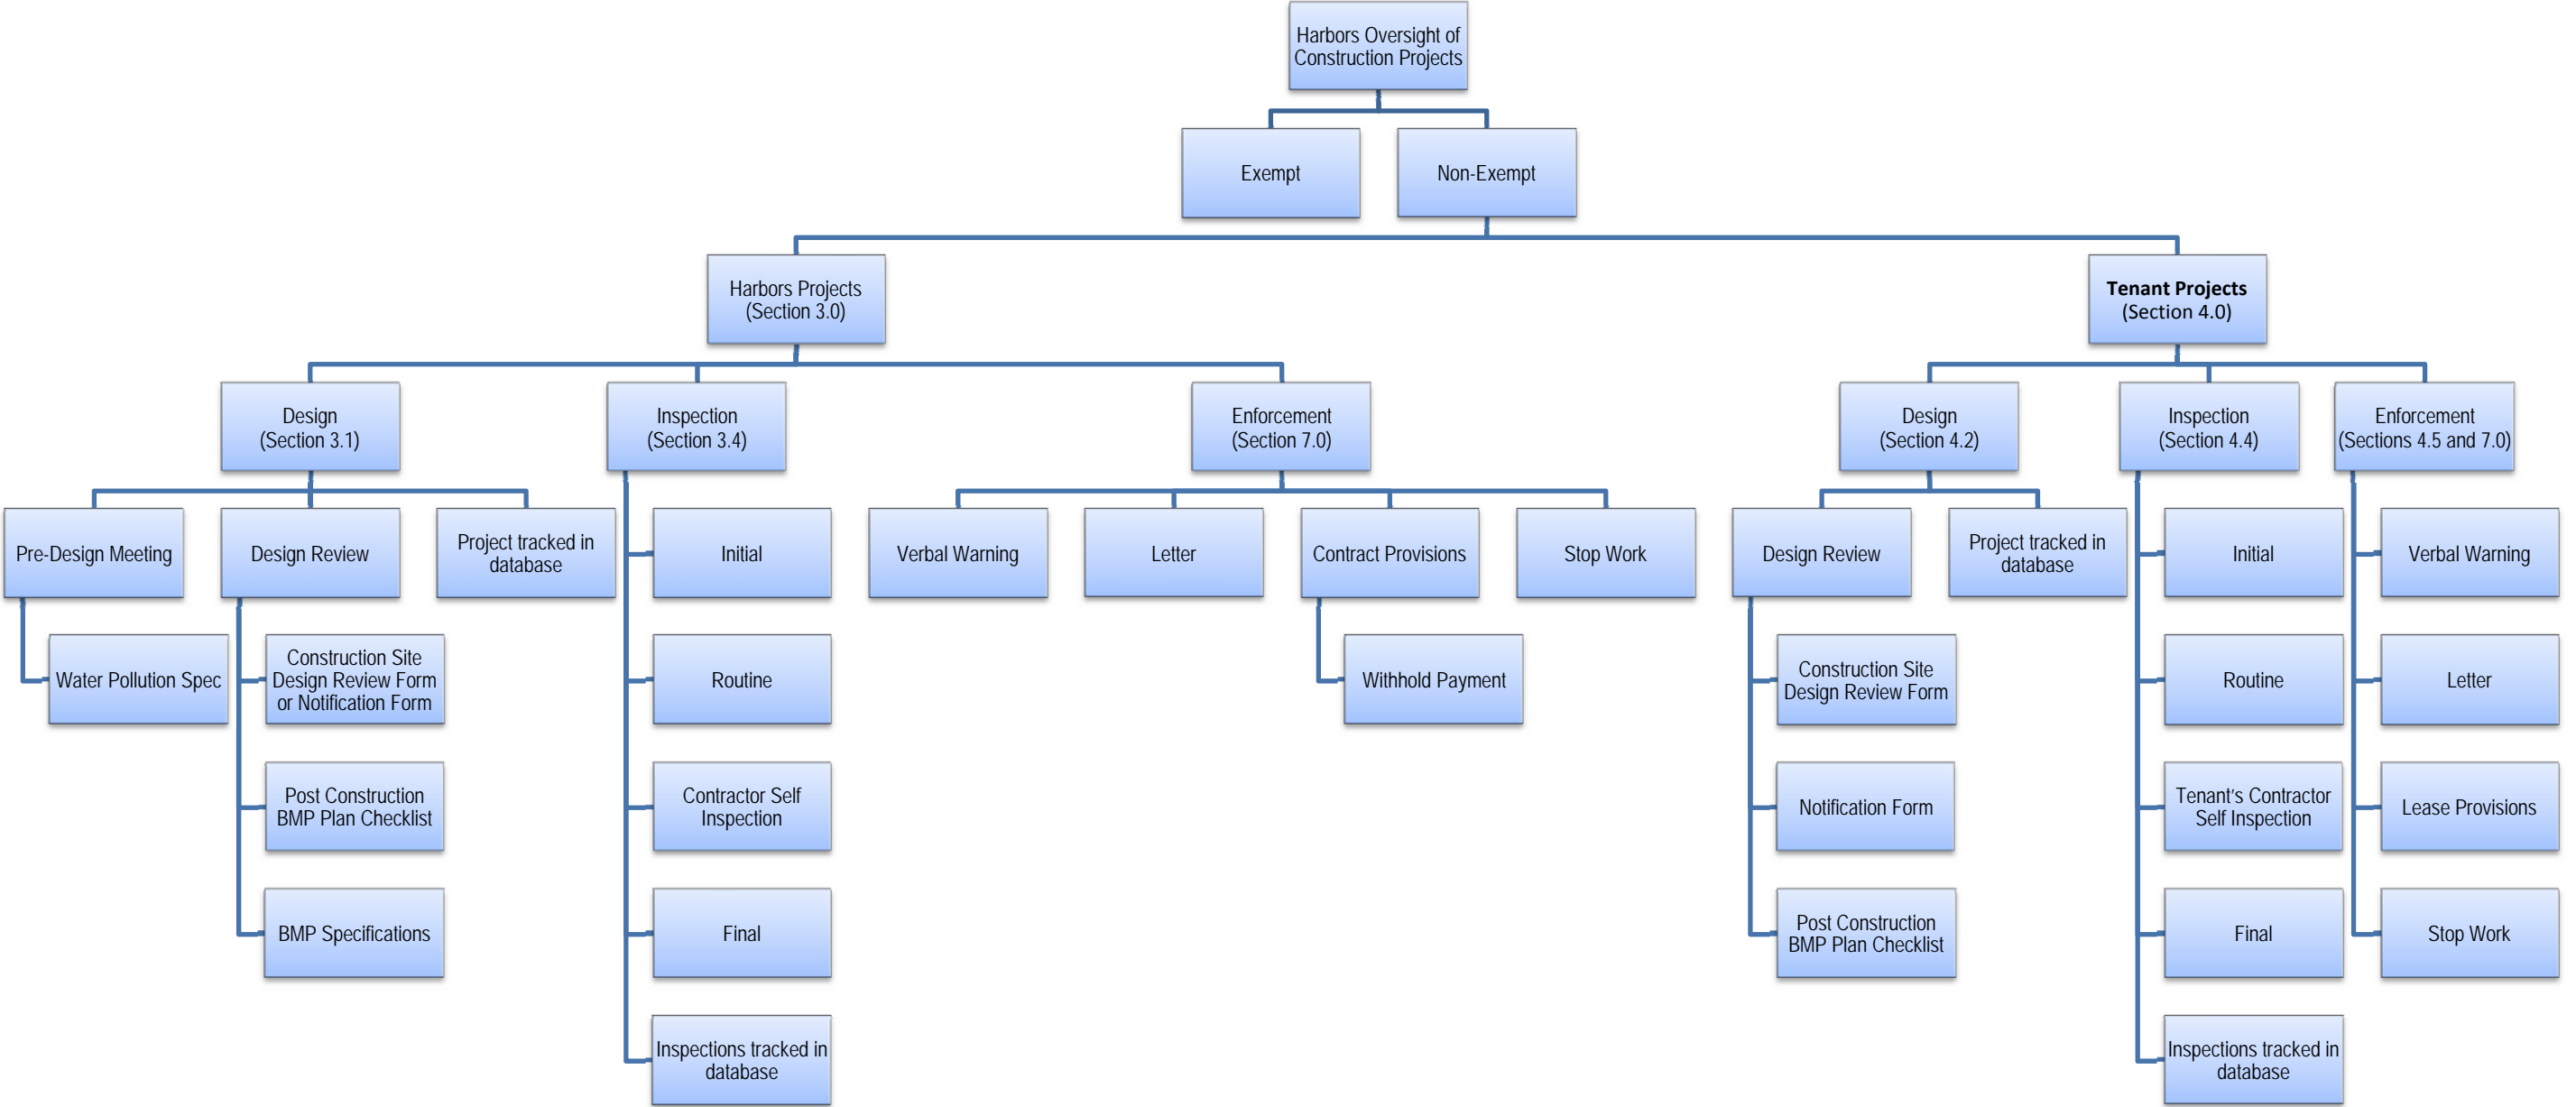 Harbors Oversight of
Construction Projects
Exempt
Non-Exempt
Harbors Projects
(Section 3.0)
Tenant Projects
(Section 4.0)
Design
(Section 3.1)
Inspection
(Section 3.4)
Enforcement
(Section 7.0)
Design
(Section 4.2)
Inspection
(Section 4.4)
Enforcement
(Sections 4.5 and 7.0)
Pre-Design Meeting
Design Review
Project tracked in
database
Initial
Verbal Warning
Letter
Contract Provisions
Stop Work
Design Review
Project tracked in
database
Initial
Verbal Warning
Water Pollution Spec
Construction Site
Design Review Form
or Notification Form
Routine
Withhold Payment
Construction Site
Design Review Form
Routine
Letter
Post Construction
BMP Plan Checklist
Contractor Self
Inspection
Notification Form
Tenant's Contractor
Self Inspection
Lease Provisions
BMP Specifications
Final
Post Construction
BMP Plan Checklist
Final
Stop Work
Inspections tracked in
database
Inspections tracked in
database